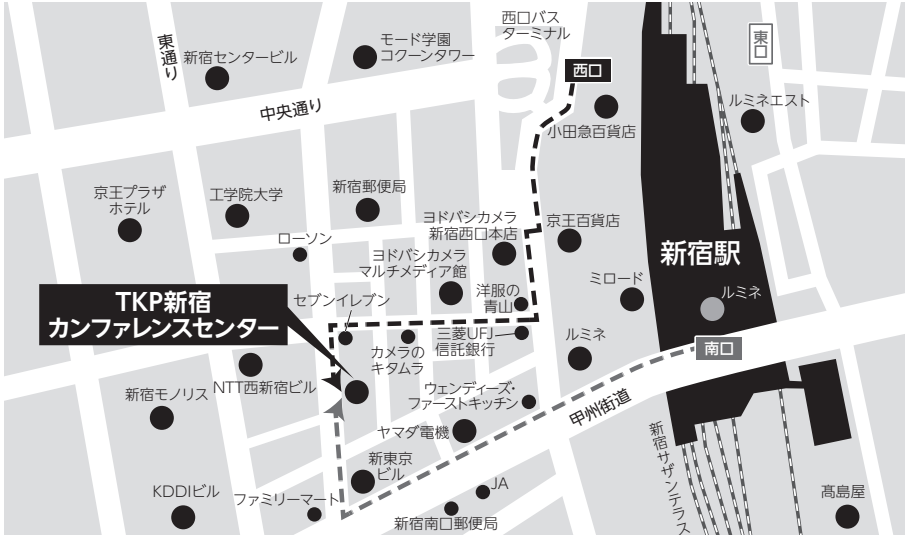 東通り
新宿センタービル
モード学園
コクーンタワー
西口バス
ターミナル
西口
東口
中央通り
小田急百貨店
ルミネエスト
京王プラザ
ホテル
工学院大学
新宿郵便局
ヨドバシカメラ
新宿西口本店
京王百貨店
新宿駅
ローソン
ヨドバシカメラ
マルチメディア館
ミロード
ルミネ
TKP新宿
カンファレンスセンター
セブンイレブン
洋服の
青山
カメラの
キタムラ
三菱UFJ
信託銀行
ルミネ
南口
NTT西新宿ビル
新宿モノリス
ウェンディーズ・
ファーストキッチン
甲州街道
ヤマダ電機
新宿サザンテラス
新東京
ビル
KDDIビル
ファミリーマート
JA
新宿南口郵便局
髙島屋